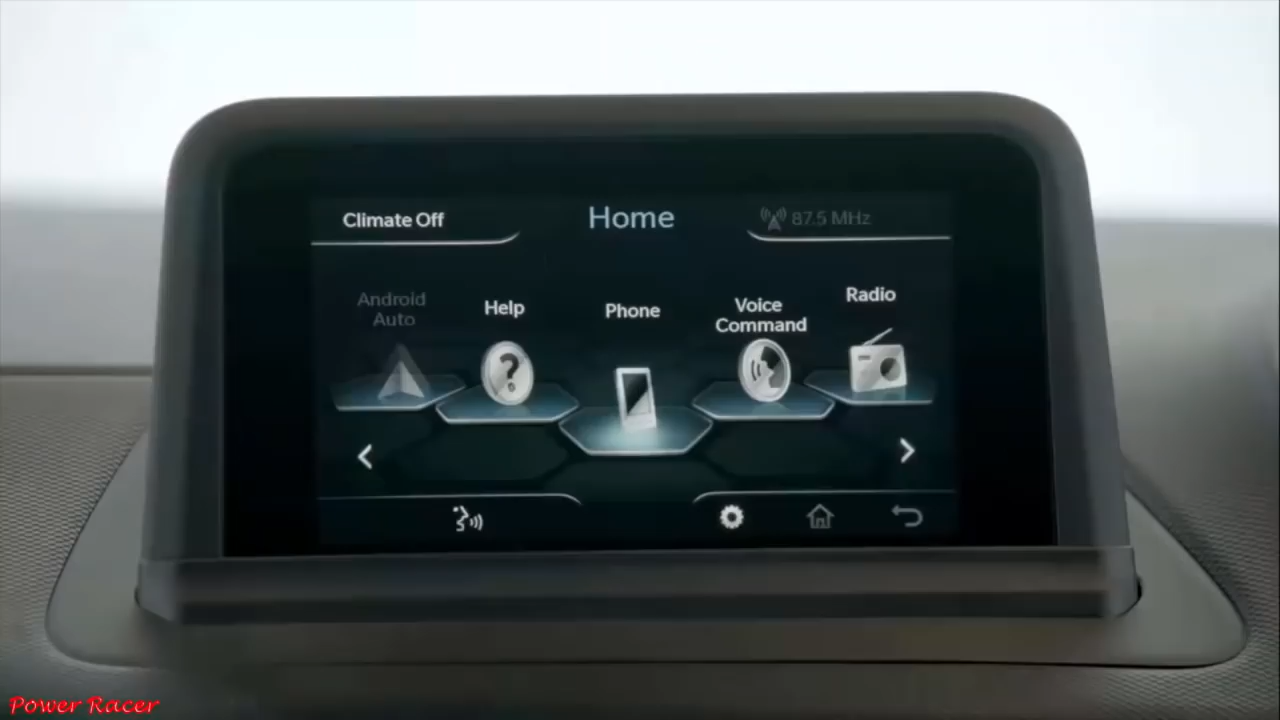 Climate Off
Home
87.5 MHz
Android
Auto
Help
Phone
Voice
Command
Radio
Power Racer